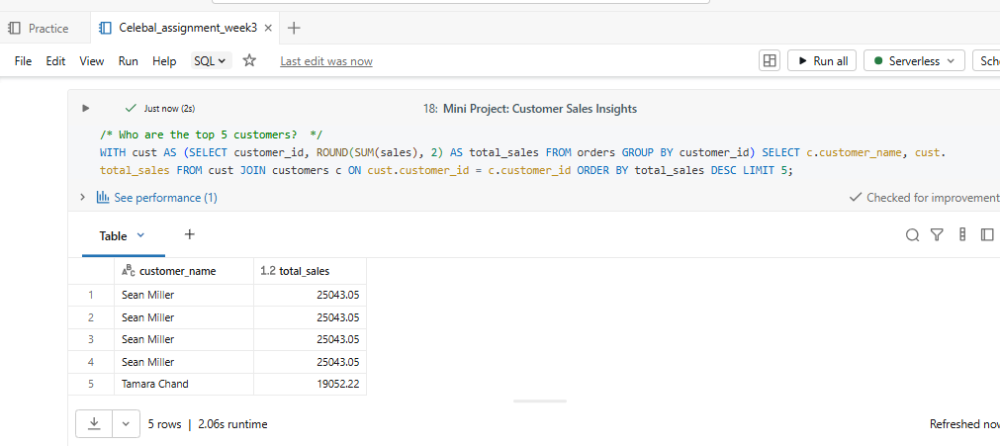 Practice
Celebal_assignment_week3
File Edit View Run Help SQL Last edit was now Run all Serverless Sch
Just now (2s) 18: Mini Project: Customer Sales Insights
/* Who are the top 5 customers?  */
WITH cust AS (SELECT customer_id, ROUND(SUM(sales), 2) AS total_sales FROM orders GROUP BY customer_id) SELECT c.customer_name, cust.
total_sales FROM cust JOIN customers c ON cust.customer_id = c.customer_id ORDER BY total_sales DESC LIMIT 5;
See performance (1) Checked for improvement
Table +
ABC customer_name 1.2 total_sales
1 Sean Miller 25043.05
2 Sean Miller 25043.05
3 Sean Miller 25043.05
4 Sean Miller 25043.05
5 Tamara Chand 19052.22
5 rows | 2.06s runtime Refreshed now